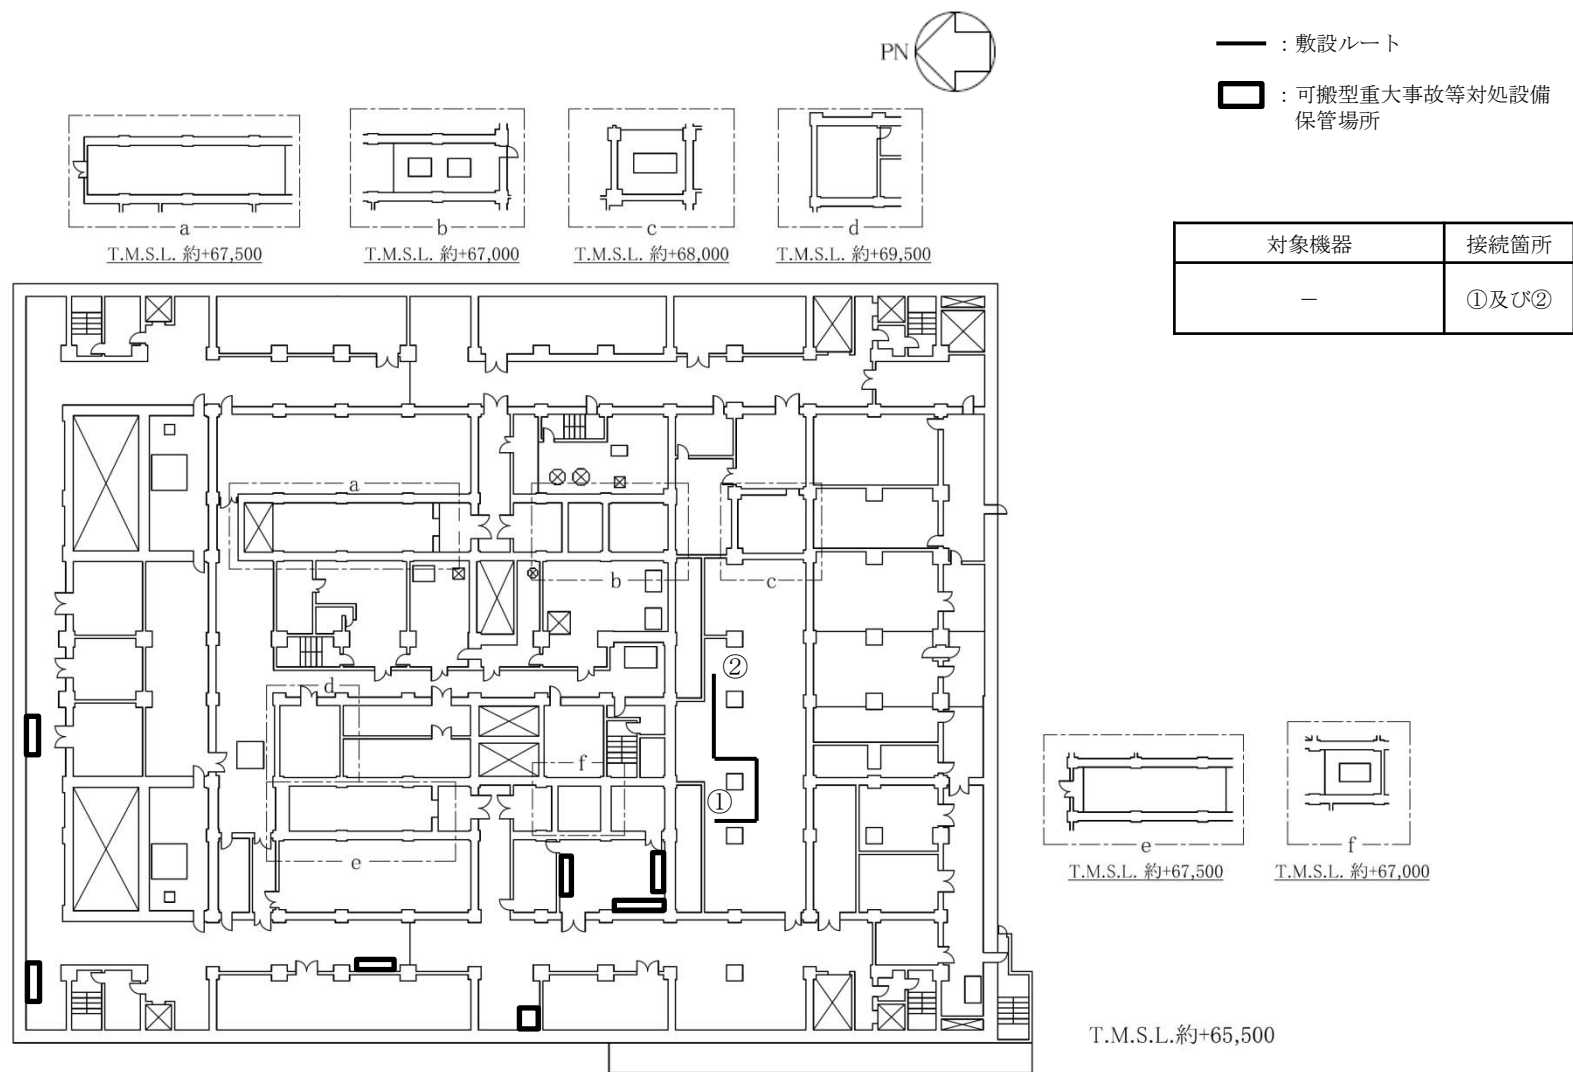 PN
: 敷設ルート
: 可搬型重大事故等対処設備
保管場所
a
T.M.S.L. 約+67,500
b
T.M.S.L. 約+67,000
c
T.M.S.L. 約+68,000
d
T.M.S.L. 約+69,500
対象機器
接続箇所
－
①及び②
a
b
c
②
d
f
①
e
e
T.M.S.L. 約+67,500
f
T.M.S.L. 約+67,000
T.M.S.L.約+65,500